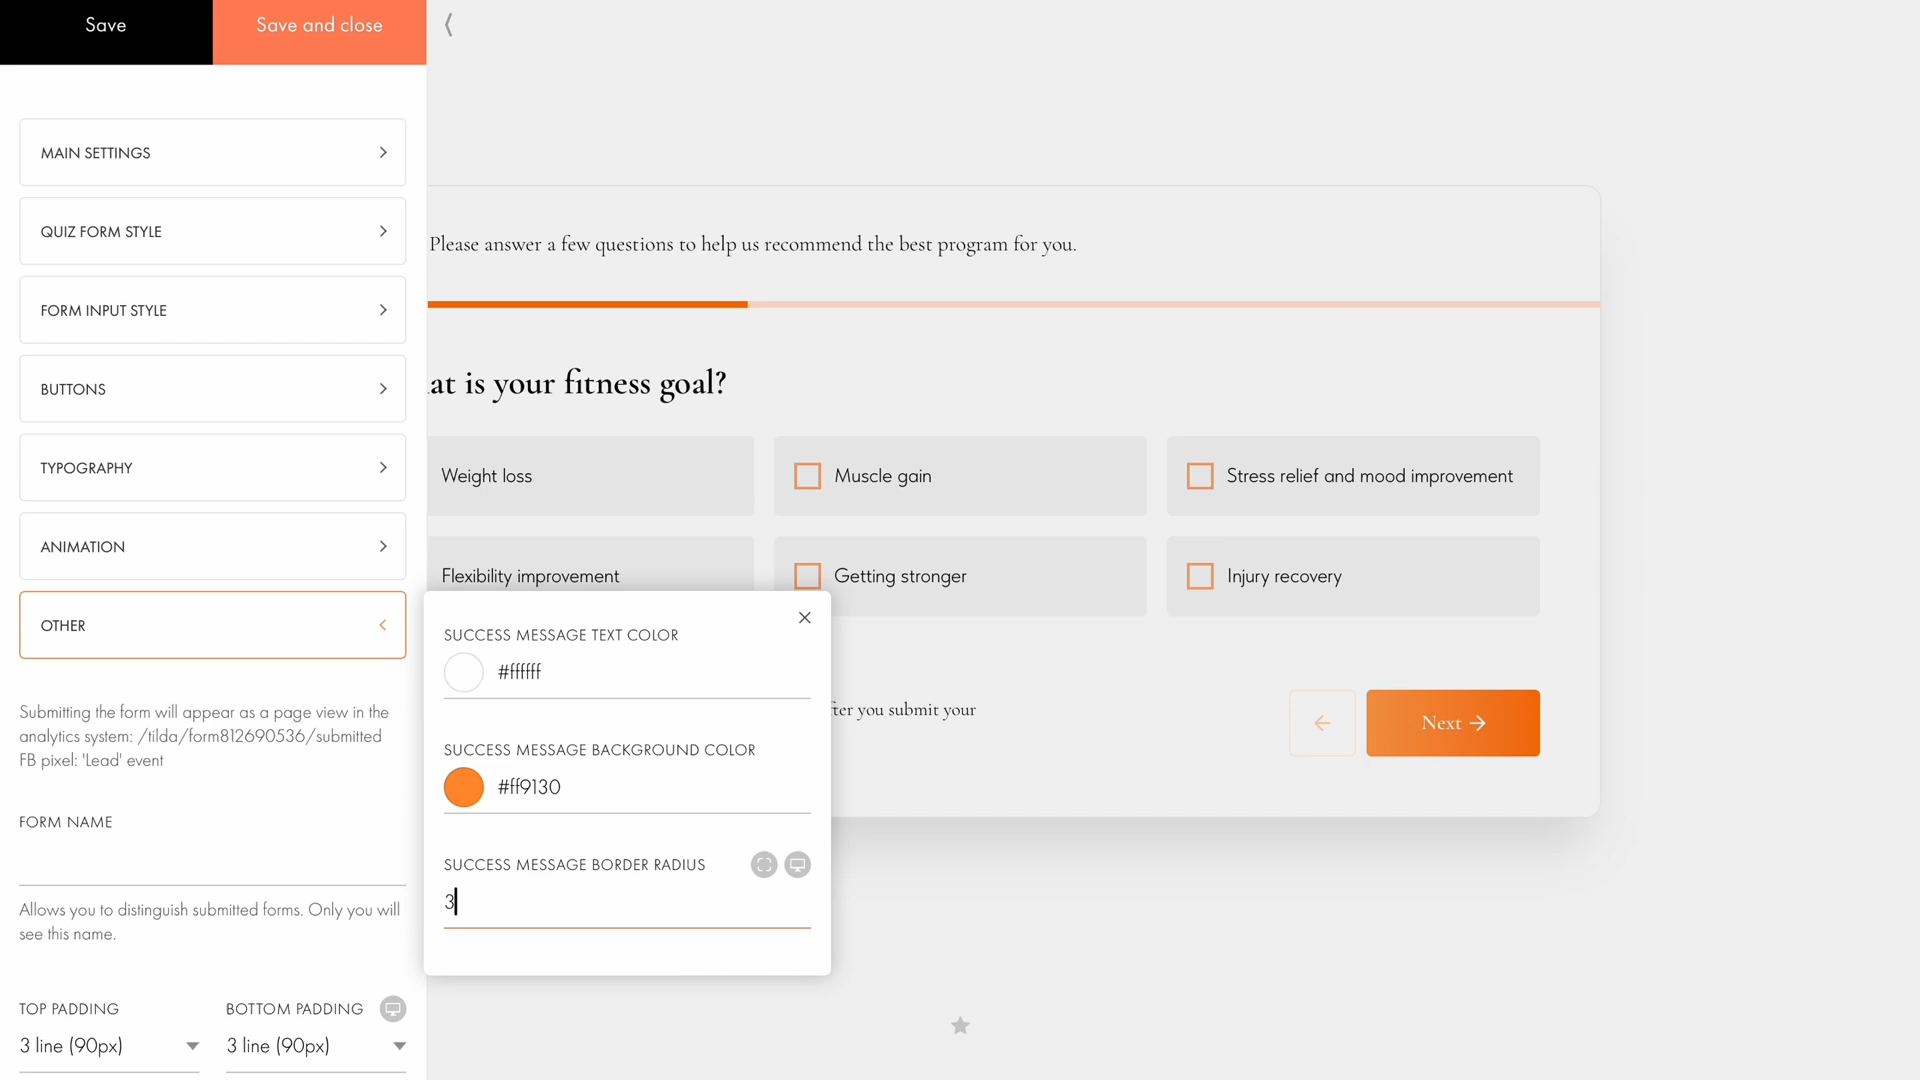 Save
Save and close
MAIN SETTINGS
QUIZ FORM STYLE
FORM INPUT STYLE
BUTTONS
TYPOGRAPHY
ANIMATION
OTHER
Submitting the form will appear as a page view in the
analytics system: /tilda/form812690536/submitted
FB pixel: 'Lead' event
FORM NAME
Allows you to distinguish submitted forms. Only you will
see this name.
TOP PADDING
BOTTOM PADDING
3 line (90px)
3 line (90px)
SUCCESS MESSAGE TEXT COLOR
#ffffff
SUCCESS MESSAGE BACKGROUND COLOR
#ff9130
SUCCESS MESSAGE BORDER RADIUS
3
Please answer a few questions to help us recommend the best program for you.
at is your fitness goal?
Weight loss
Muscle gain
Stress relief and mood improvement
Flexibility improvement
Getting stronger
Injury recovery
after you submit your
Next